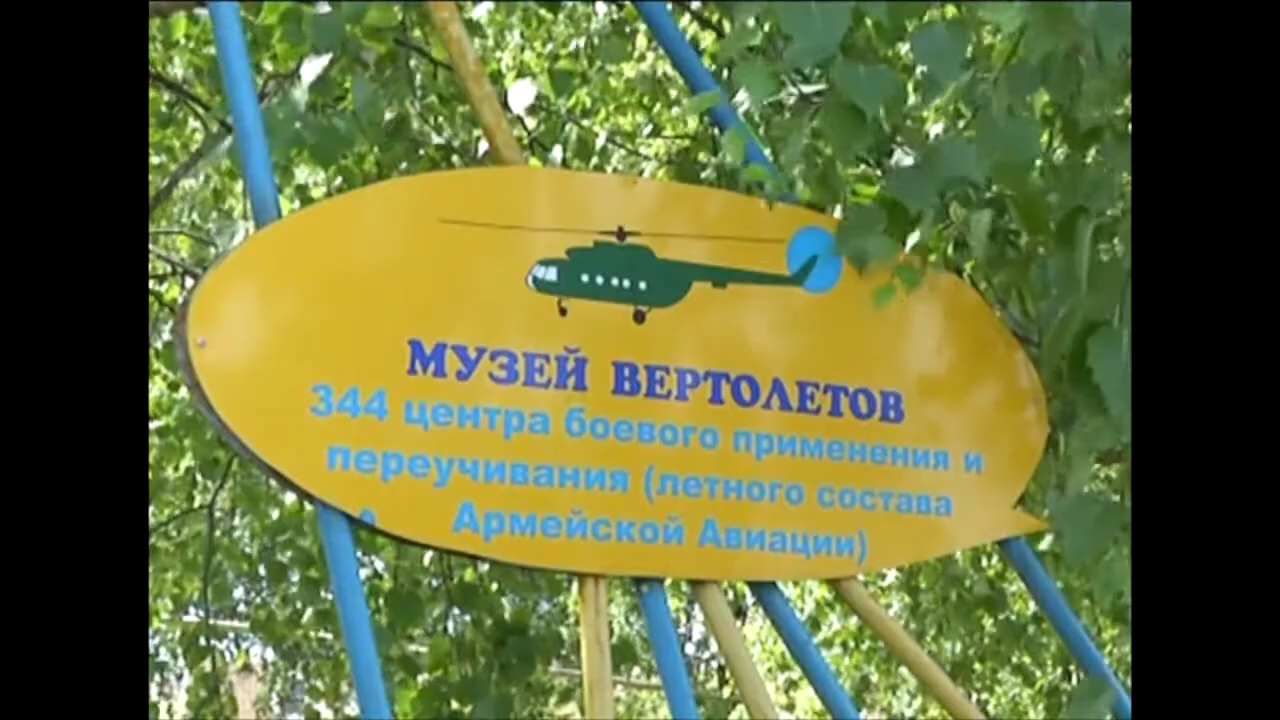 МУЗЕЙ ВЕРТОЛЕТОВ
344 центра боевого применения и
переучивания (летного состава
Армейской Авиации)